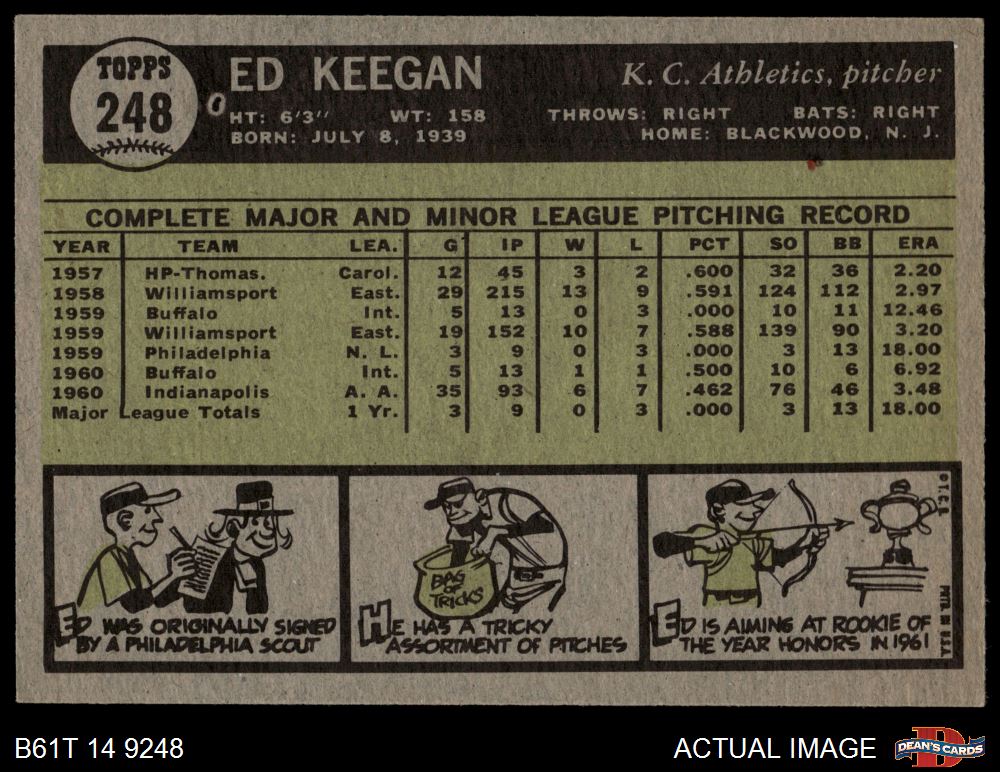 TOPPS
248
ED KEEGAN
K. C. Athletics, pitcher
HT: 6'3" WT: 158 THROWS: RIGHT BATS: RIGHT
BORN: JULY 8, 1939 HOME: BLACKWOOD, N. J.
COMPLETE MAJOR AND MINOR LEAGUE PITCHING RECORD
YEAR TEAM LEA. G IP W L PCT SO BB ERA
1957 HP-Thomas. Carol. 12 45 3 2 .600 32 36 2.20
1958 Williamsport East. 29 215 13 9 .591 124 112 2.97
1959 Buffalo Int. 5 13 0 3 .000 10 11 12.46
1959 Williamsport East. 19 152 10 7 .588 139 90 3.20
1959 Philadelphia N. L. 3 9 0 3 .000 3 13 18.00
1960 Buffalo Int. 5 13 1 1 .500 10 6 6.92
1960 Indianapolis A. A. 35 93 6 7 .462 76 46 3.48
Major League Totals 1 Yr. 3 9 0 3 .000 3 13 18.00
ED WAS ORIGINALLY SIGNED
BY A PHILADELPHIA SCOUT
BAG
OF
TRICKS
HE HAS A TRICKY
ASSORTMENT OF PITCHES
ED IS AIMING AT ROOKIE OF
THE YEAR HONORS IN 1961
© T.C.G.
PRTD. IN U.S.A.
B61T 14 9248
ACTUAL IMAGE
DEAN'S CARDS